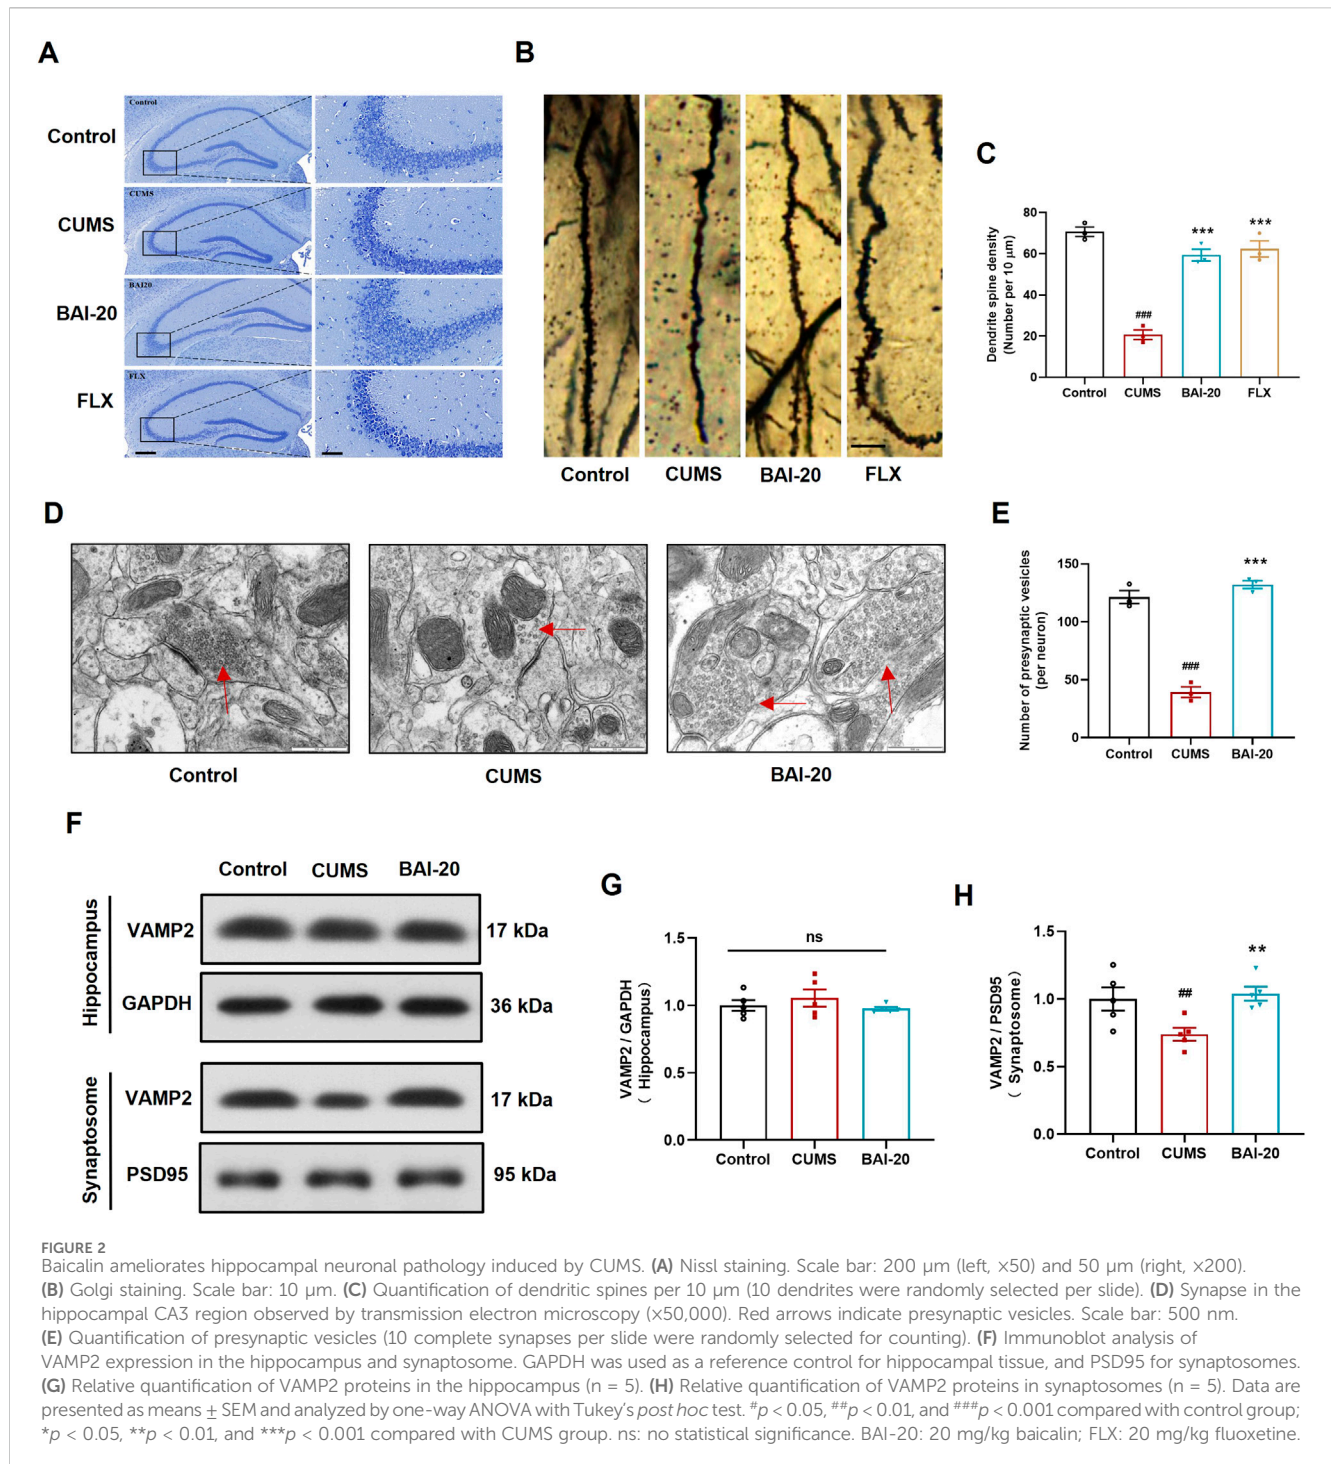 A
Control
CUMS
BAI-20
FLX
Control
CUMS
BAI20
FLX
B
Control
CUMS
BAI-20
FLX
C
Dendrite spine density
(Number per 10 μm)
80
60
40
20
0
***
***
###
Control
CUMS
BAI-20
FLX
D
Control
CUMS
BAI-20
E
Number of presynaptic vesicles
(per neuron)
150
100
50
0
***
###
Control
CUMS
BAI-20
F
Control
CUMS
BAI-20
Hippocampus
VAMP2
17 kDa
GAPDH
36 kDa
Synaptosome
VAMP2
17 kDa
PSD95
95 kDa
G
VAMP2 / GAPDH
( Hippocampus)
1.5
1.0
0.5
0.0
ns
Control
CUMS
BAI-20
H
VAMP2 / PSD95
( Synaptosome)
1.5
1.0
0.5
0.0
##
**
Control
CUMS
BAI-20
FIGURE 2
Baicalin ameliorates hippocampal neuronal pathology induced by CUMS. (A) Nissl staining. Scale bar: 200 μm (left, ×50) and 50 μm (right, ×200).
(B) Golgi staining. Scale bar: 10 μm. (C) Quantification of dendritic spines per 10 μm (10 dendrites were randomly selected per slide). (D) Synapse in the
hippocampal CA3 region observed by transmission electron microscopy (×50,000). Red arrows indicate presynaptic vesicles. Scale bar: 500 nm.
(E) Quantification of presynaptic vesicles (10 complete synapses per slide were randomly selected for counting). (F) Immunoblot analysis of
VAMP2 expression in the hippocampus and synaptosome. GAPDH was used as a reference control for hippocampal tissue, and PSD95 for synaptosomes.
(G) Relative quantification of VAMP2 proteins in the hippocampus (n = 5). (H) Relative quantification of VAMP2 proteins in synaptosomes (n = 5). Data are
presented as means ± SEM and analyzed by one-way ANOVA with Tukey's post hoc test. #p < 0.05, ##p < 0.01, and ###p < 0.001 compared with control group;
*p < 0.05, **p < 0.01, and ***p < 0.001 compared with CUMS group. ns: no statistical significance. BAI-20: 20 mg/kg baicalin; FLX: 20 mg/kg fluoxetine.